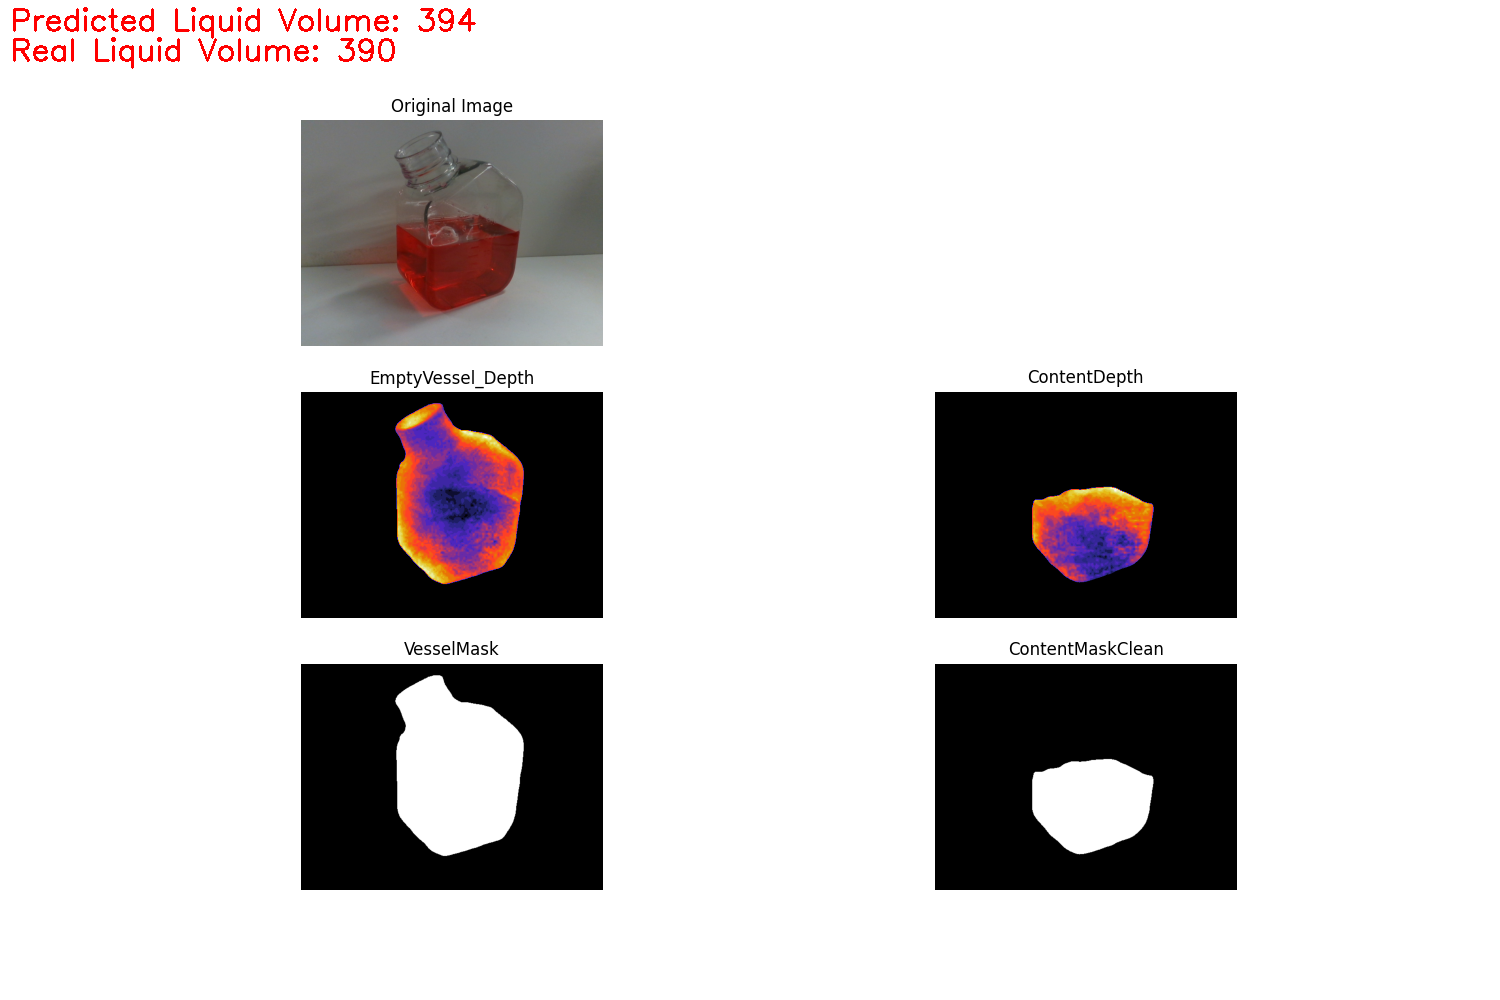 Predicted Liquid Volume: 394
Real Liquid Volume: 390
Original Image
EmptyVessel_Depth
ContentDepth
VesselMask
ContentMaskClean